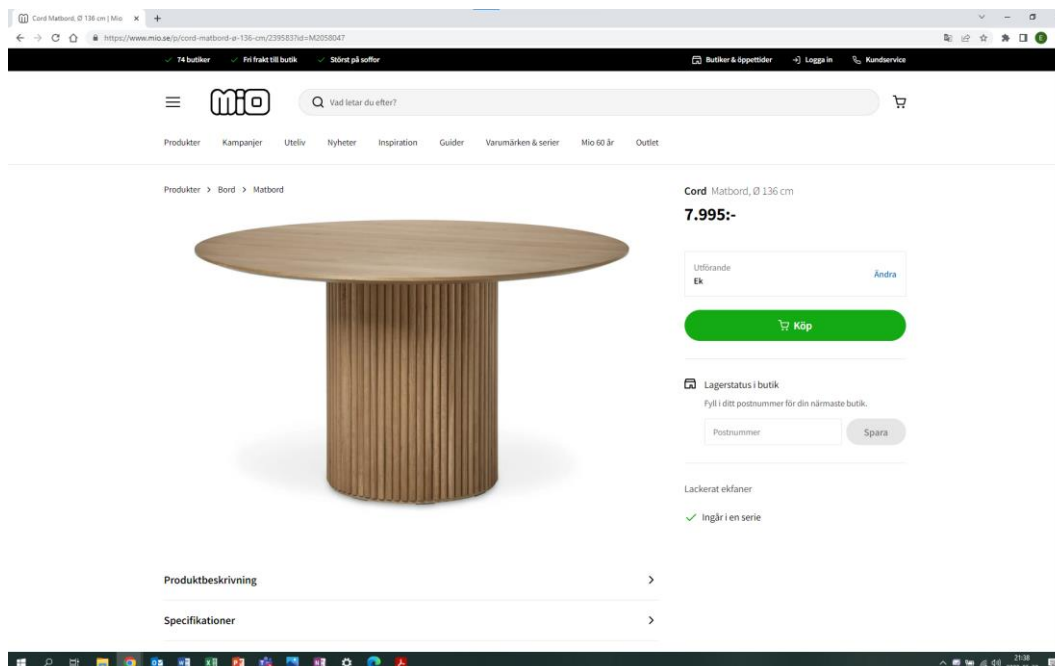 Cord Matbord, Ø 136 cm | Mio
https://www.mio.se/p/cord-matbord-ø-136-cm/239583?id=M2058047
E
74 butiker
Fri frakt till butik
Störst på soffor
Butiker & öppettider
Logga in
Kundservice
MIO
Vad letar du efter?
Produkter Kampanjer Uteliv Nyheter Inspiration Guider Varumärken & serier Mio 60 år Outlet
Produkter > Bord > Matbord
Cord Matbord, Ø 136 cm
7.995:-
Utförande
Ek
Ändra
Köp
Lagerstatus i butik
Fyll i ditt postnummer för din närmaste butik.
Postnummer
Spara
Lackerat ekfaner
Ingår i en serie
Produktbeskrivning
Specifikationer
21:38